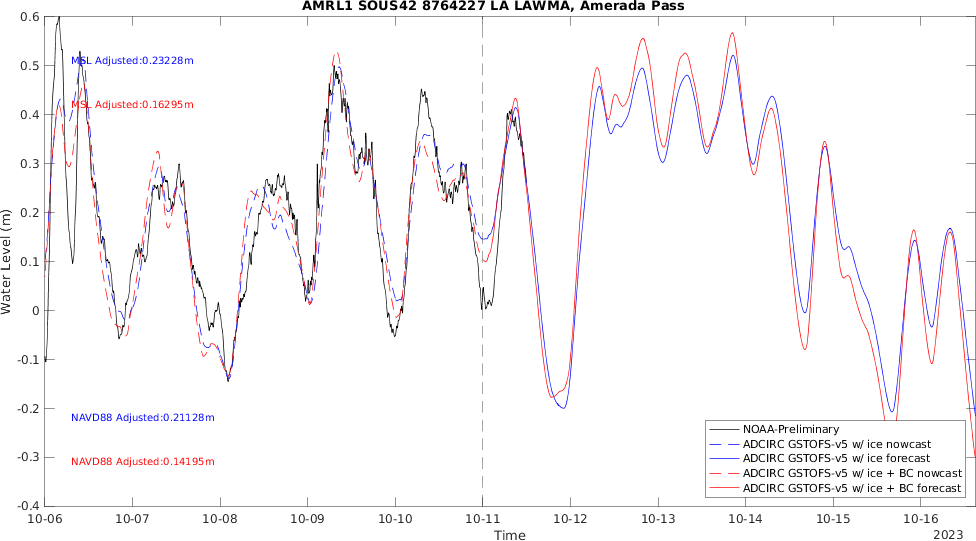 AMRL1 SOUS42 8764227 LA LAWMA, Amerada Pass
0.6
0.5
0.4
0.3
0.2
0.1
0
-0.1
-0.2
-0.3
-0.4
Water Level (m)
MSL Adjusted:0.23228m
MSL Adjusted:0.16295m
NAVD88 Adjusted:0.21128m
NAVD88 Adjusted:0.14195m
NOAA-Preliminary
ADCIRC GSTOFS-v5 w/ ice nowcast
ADCIRC GSTOFS-v5 w/ ice forecast
ADCIRC GSTOFS-v5 w/ ice + BC nowcast
ADCIRC GSTOFS-v5 w/ ice + BC forecast
10-06 10-07 10-08 10-09 10-10 10-11 10-12 10-13 10-14 10-15 10-16
Time
2023